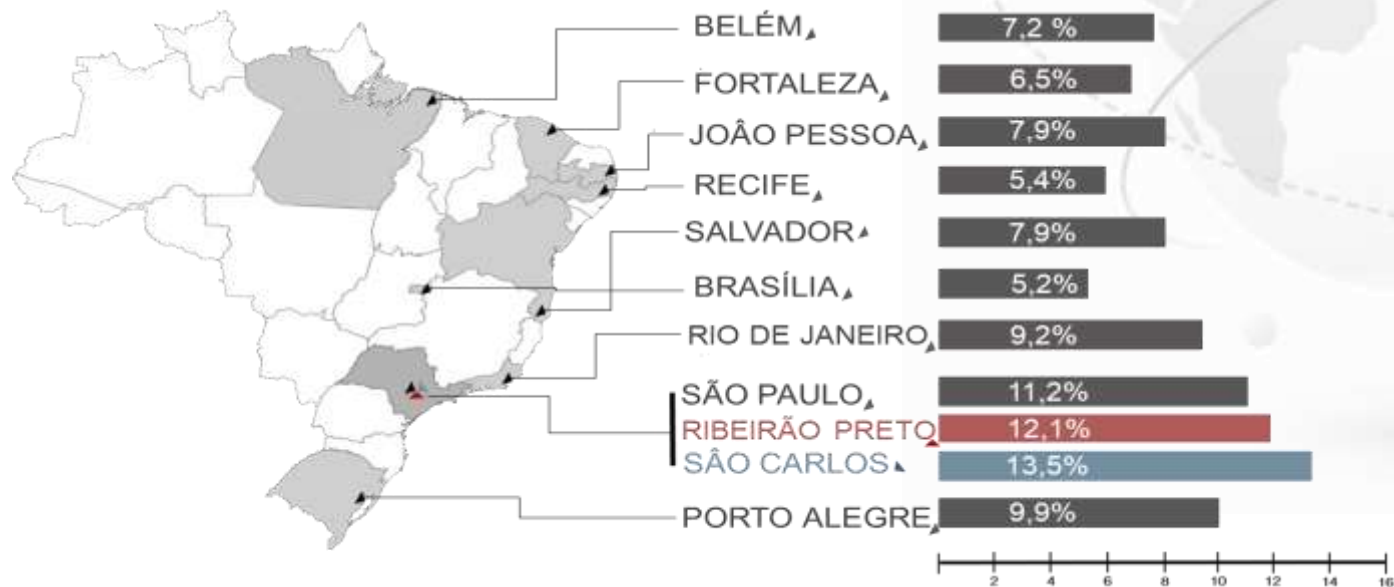 BELÉM
7,2 %
FORTALEZA
6,5%
JOÂO PESSOA
7,9%
RECIFE
5,4%
SALVADOR
7,9%
BRASÍLIA
5,2%
RIO DE JANEIRO
9,2%
SÃO PAULO
11,2%
RIBEIRÃO PRETO
12,1%
SÂO CARLOS
13,5%
PORTO ALEGRE
9,9%
2 4 6 8 10 12 14 16